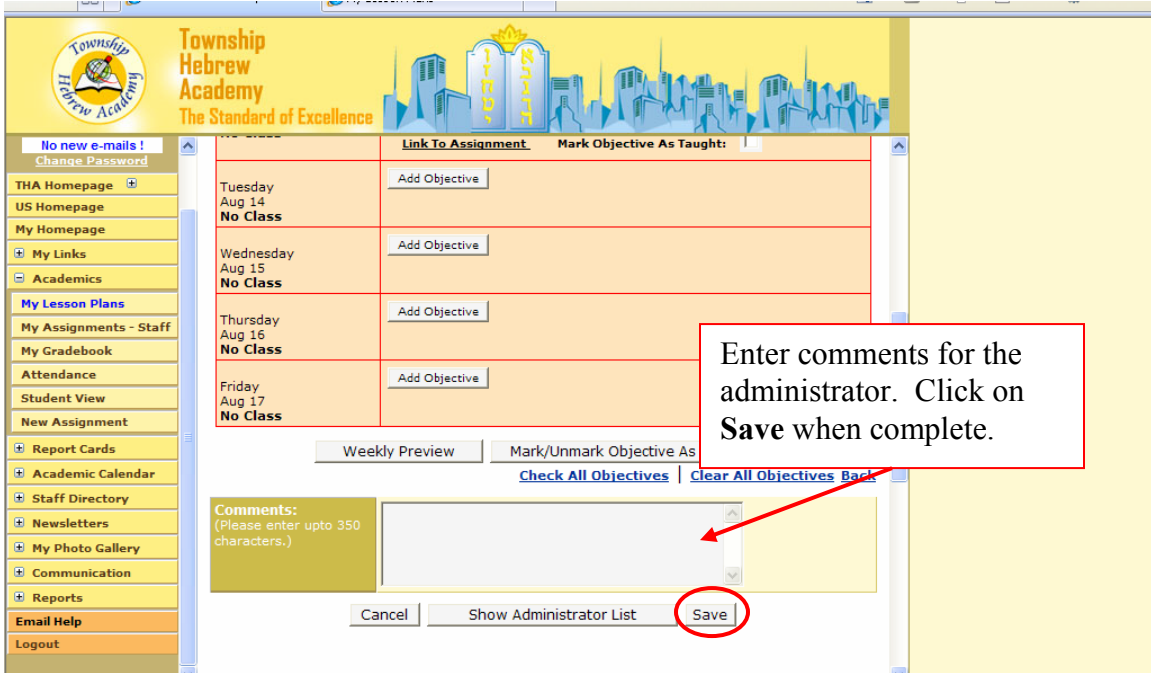 Township
Hebrew Academy
Township
Hebrew
Academy
The Standard of Excellence
No new e-mails !
Change Password
THA Homepage
US Homepage
My Homepage
My Links
Academics
My Lesson Plans
My Assignments - Staff
My Gradebook
Attendance
Student View
New Assignment
Report Cards
Academic Calendar
Staff Directory
Newsletters
My Photo Gallery
Communication
Reports
Email Help
Logout
Link To Assignment Mark Objective As Taught:
Tuesday
Aug 14
No Class
Add Objective
Wednesday
Aug 15
No Class
Add Objective
Thursday
Aug 16
No Class
Add Objective
Friday
Aug 17
No Class
Add Objective
Enter comments for the
administrator. Click on
Save when complete.
Weekly Preview Mark/Unmark Objective As
Check All Objectives | Clear All Objectives Back
Comments:
(Please enter upto 350
characters.)
Cancel Show Administrator List Save